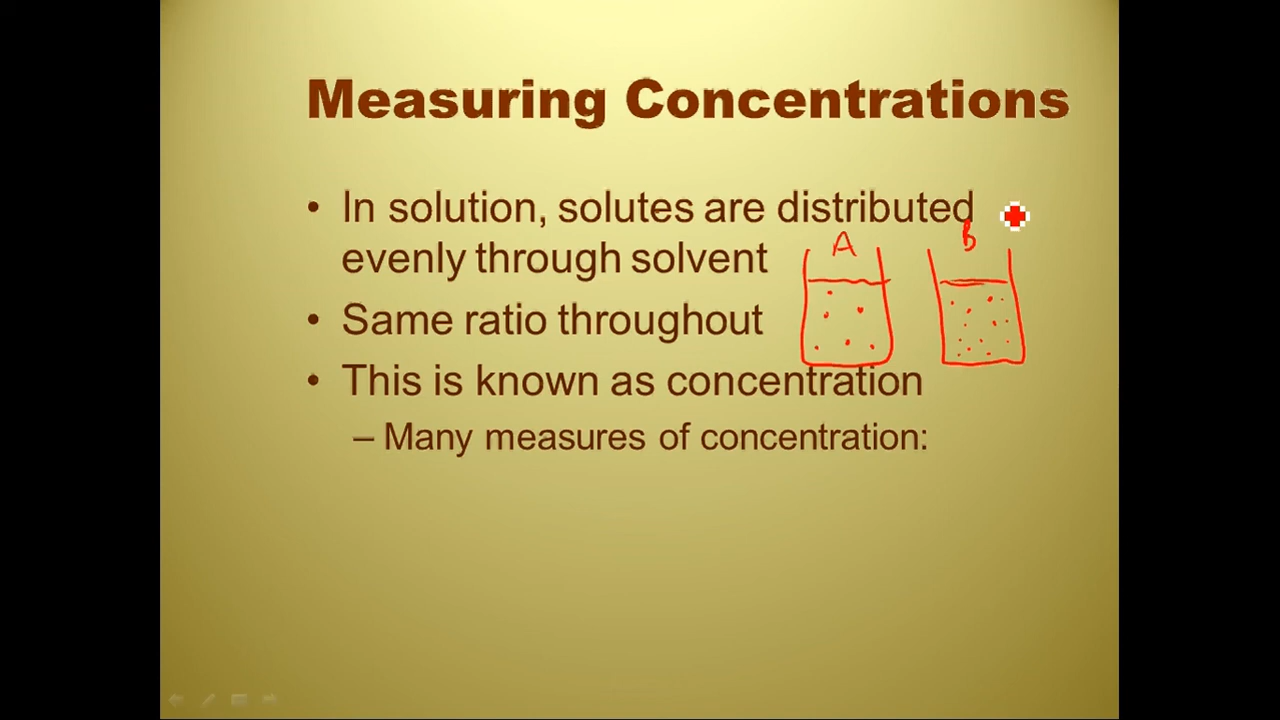 Measuring Concentrations
• In solution, solutes are distributed
evenly through solvent
• Same ratio throughout
• This is known as concentration
– Many measures of concentration:
A
B